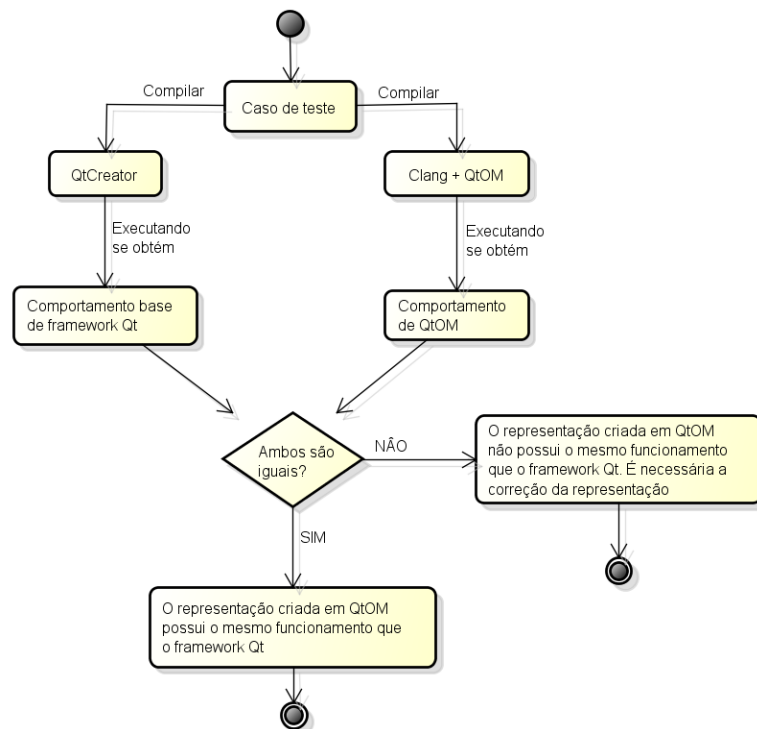 Compilar
Compilar
Caso de teste
QtCreator
Clang + QtOM
Executando
se obtém
Executando
se obtém
Comportamento base
de framework Qt
Comportamento
de QtOM
Ambos são
iguais?
NÂO
O representação criada em QtOM
não possui o mesmo funcionamento
que o framework Qt. É necessária a
correção da representação
SIM
O representação criada em QtOM
possui o mesmo funcionamento que
o framework Qt